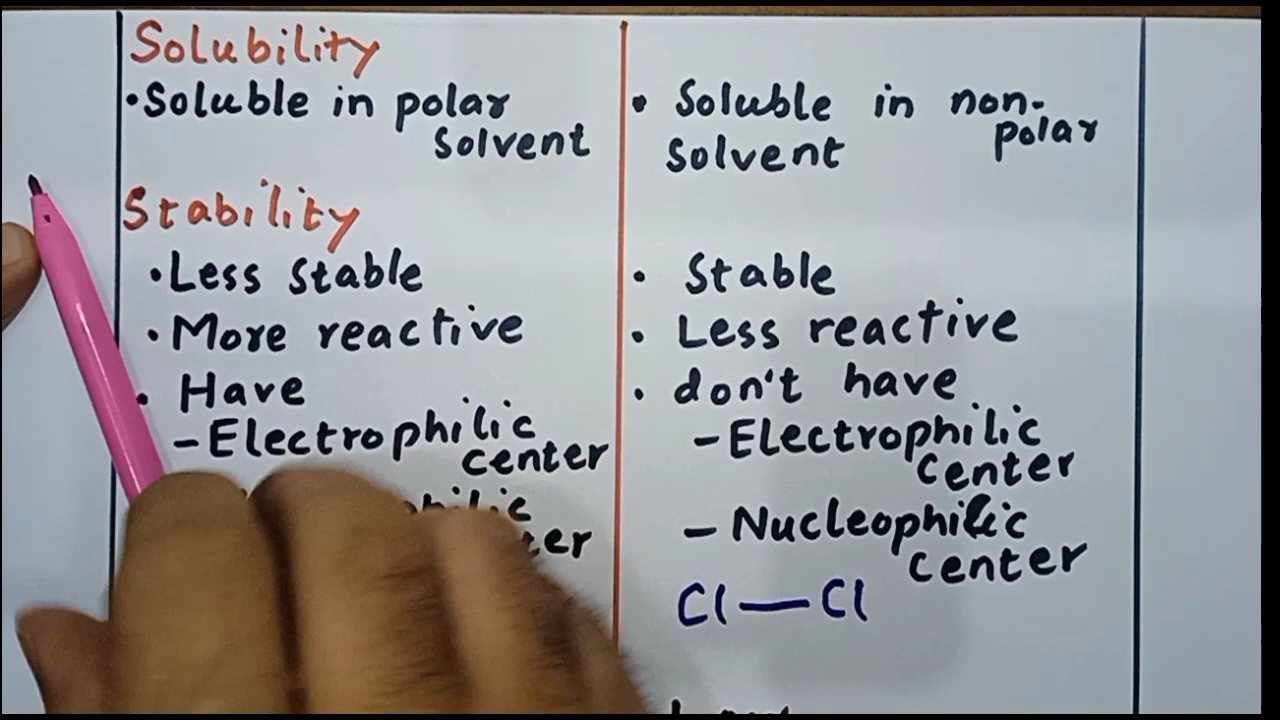 Solubility
• Soluble in polar
solvent
Stability
• Less stable
• More reactive
• Have
- Electrophilic
center
• Soluble in non-
polar
solvent
• Stable
• Less reactive
• don't have
- Electrophilic
center
- Nucleophilic
center
Cl — Cl